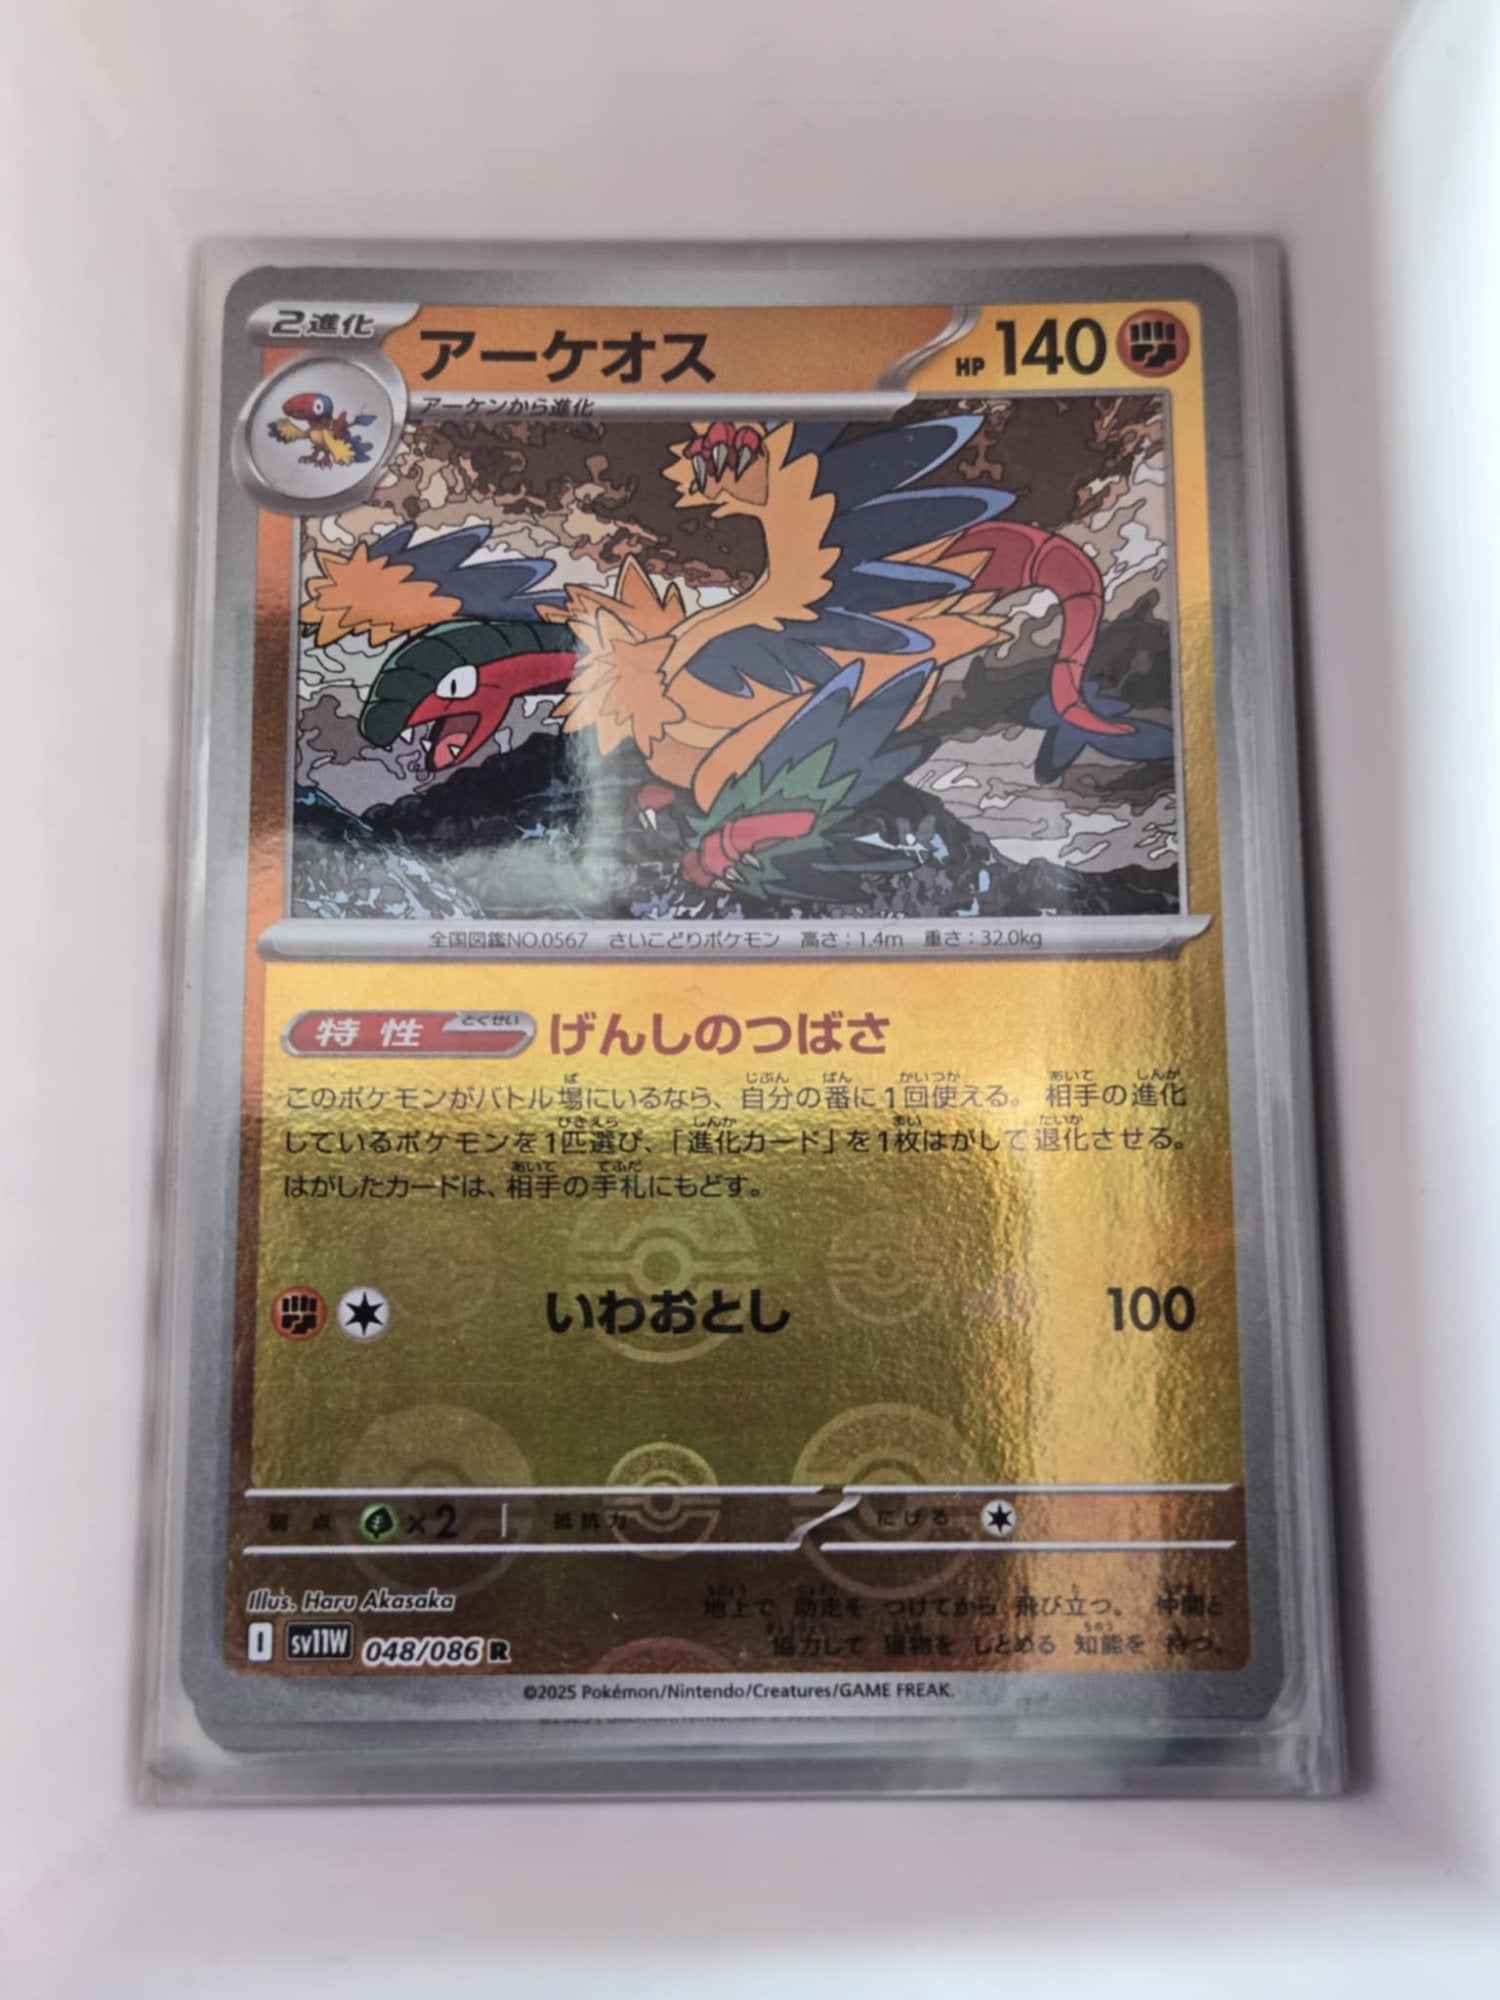 2進化
アーケオス
HP 140
アーケンから進化
全国図鑑NO.0567 さいこどりポケモン 高さ:1.4m 重さ:32.0kg
特性 とくせい げんしのつばさ
このポケモンがバトル場にいるなら、自分の番に1回使える。相手の進化
しているポケモンを1匹選び、「進化カード」を1枚はがして退化させる。
はがしたカードは、相手の手札にもどす。
いわおとし 100
弱点 ×2 抵抗力 にげる
Illus. Haru Akasaka
地上で 助走を つけてから 飛び立つ。 仲間と
協力して 獲物を しとめる 知能を 持つ。
I sv11W 048/086 R
©2025 Pokémon/Nintendo/Creatures/GAME FREAK.